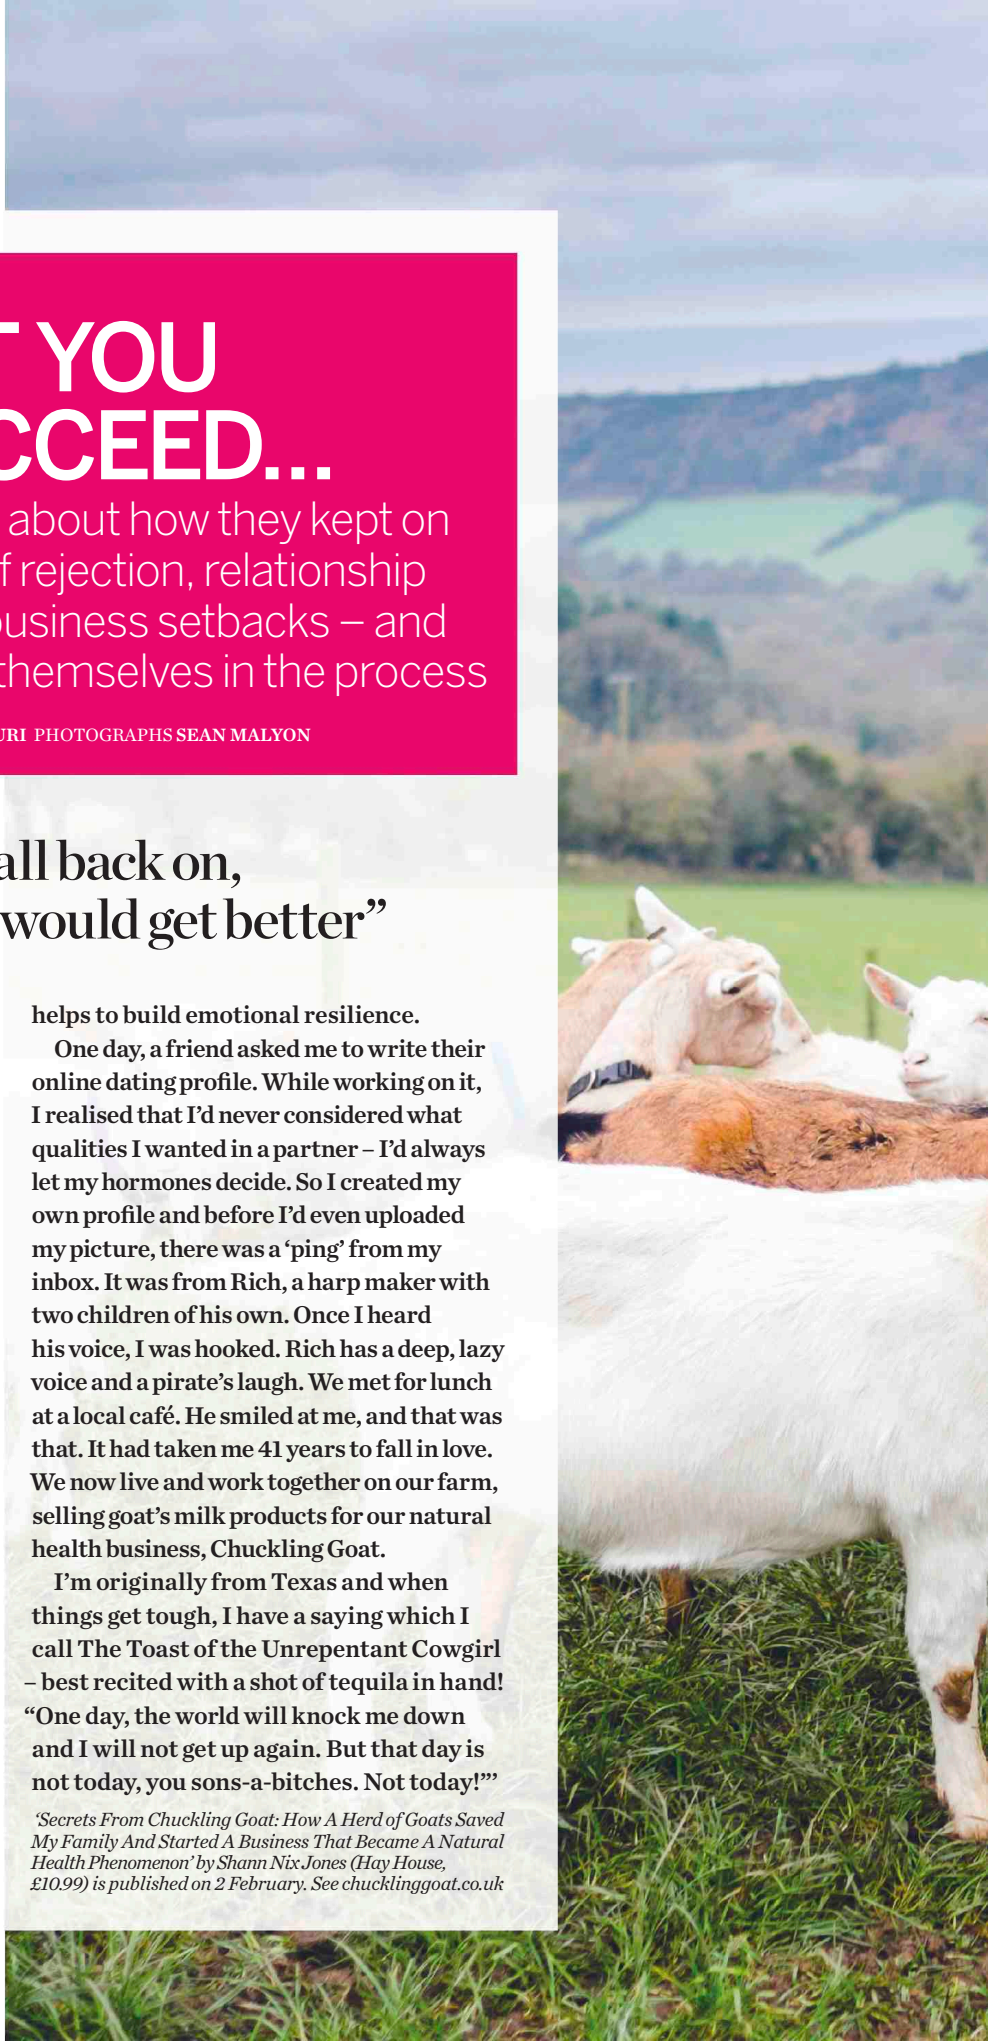 T YOU
CCEED...
about how they kept on
f rejection, relationship
business setbacks – and
themselves in the process
URI PHOTOGRAPHS SEAN MALYON
all back on,
would get better”
helps to build emotional resilience.
One day, a friend asked me to write their
online dating profile. While working on it,
I realised that I’d never considered what
qualities I wanted in a partner – I’d always
let my hormones decide. So I created my
own profile and before I’d even uploaded
my picture, there was a ‘ping’ from my
inbox. It was from Rich, a harp maker with
two children of his own. Once I heard
his voice, I was hooked. Rich has a deep, lazy
voice and a pirate’s laugh. We met for lunch
at a local café. He smiled at me, and that was
that. It had taken me 41 years to fall in love.
We now live and work together on our farm,
selling goat’s milk products for our natural
health business, Chuckling Goat.
I’m originally from Texas and when
things get tough, I have a saying which I
call The Toast of the Unrepentant Cowgirl
– best recited with a shot of tequila in hand!
“One day, the world will knock me down
and I will not get up again. But that day is
not today, you sons-a-bitches. Not today!”’
‘Secrets From Chuckling Goat: How A Herd of Goats Saved
My Family And Started A Business That Became A Natural
Health Phenomenon’ by Shann Nix Jones (Hay House,
£10.99) is published on 2 February. See chucklinggoat.co.uk